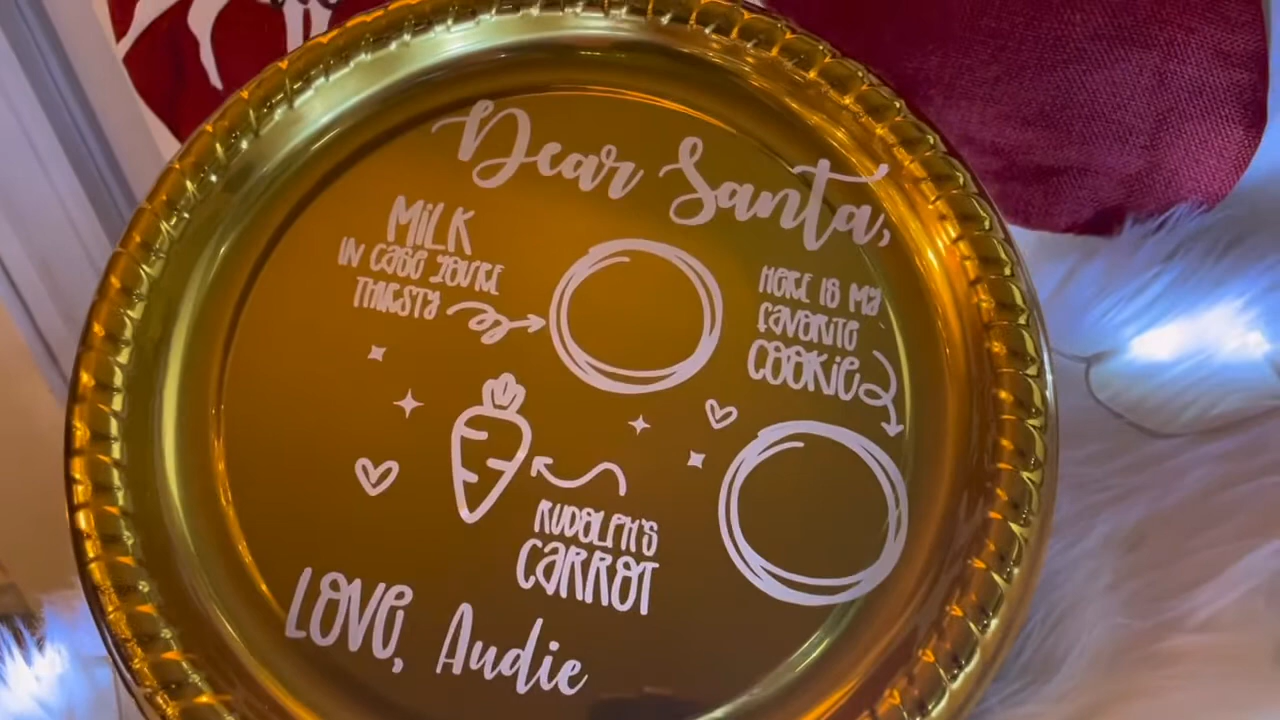 Dear Santa,
MiLK
IN CASE YOU'RE
THIRSTY
HERE IS MY
FAVORITE
COOKiE
RUDOLPH'S
CARROT
LOVE, Audie